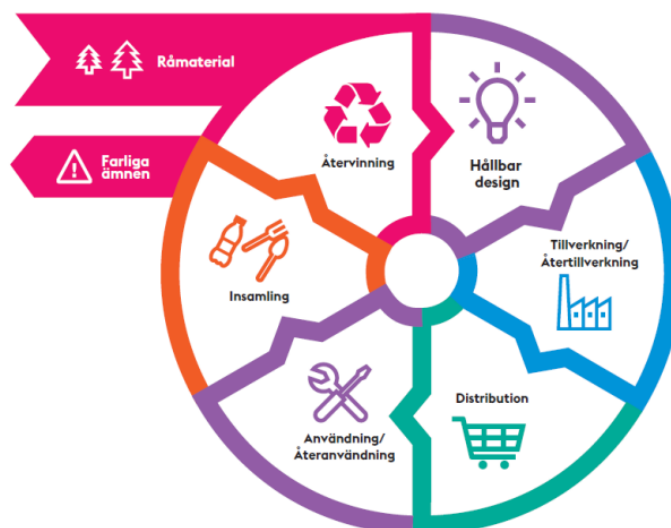 Råmaterial
Farliga
ämnen
Återvinning
Hållbar
design
Tillverkning/
Återtillverkning
Distribution
Användning/
Återanvändning
Insamling